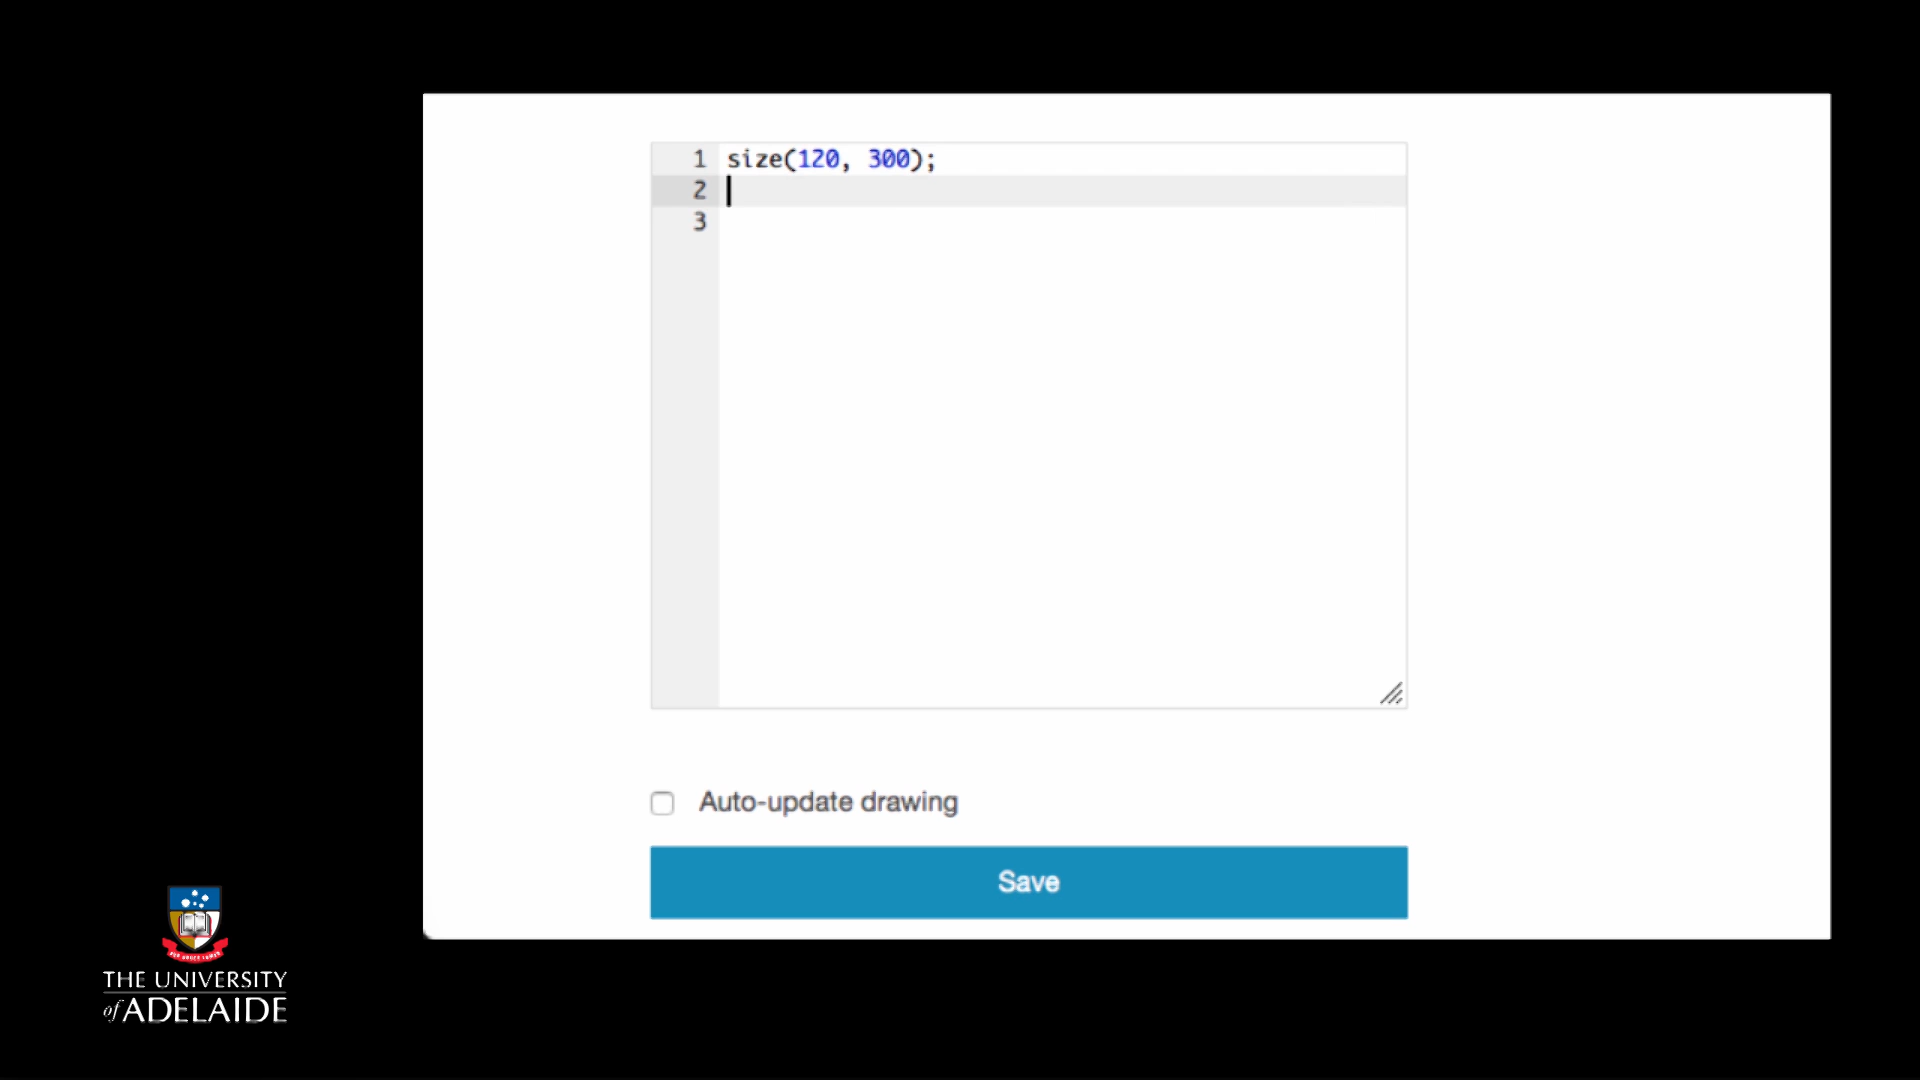 1 size(120, 300);
2
3
Auto-update drawing
Save
THE UNIVERSITY
of ADELAIDE